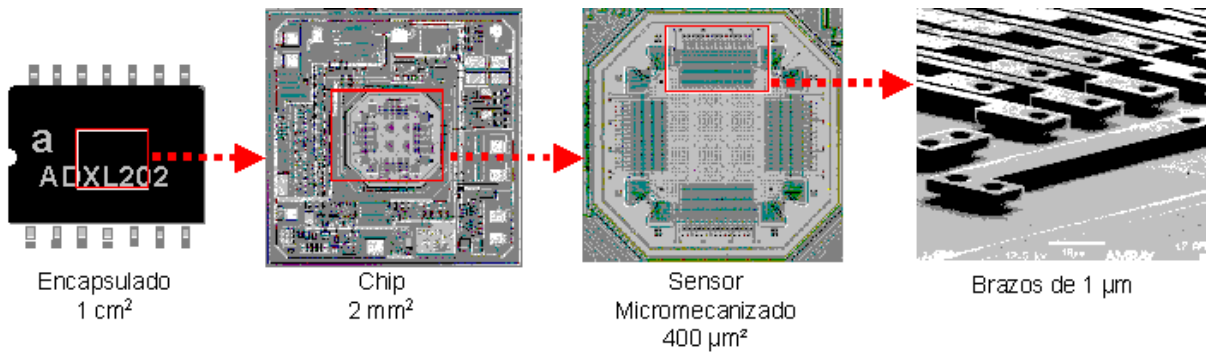 a
ADXL202
Encapsulado
1 cm²
Chip
2 mm²
Sensor
Micromecanizado
400 µm²
Brazos de 1 µm